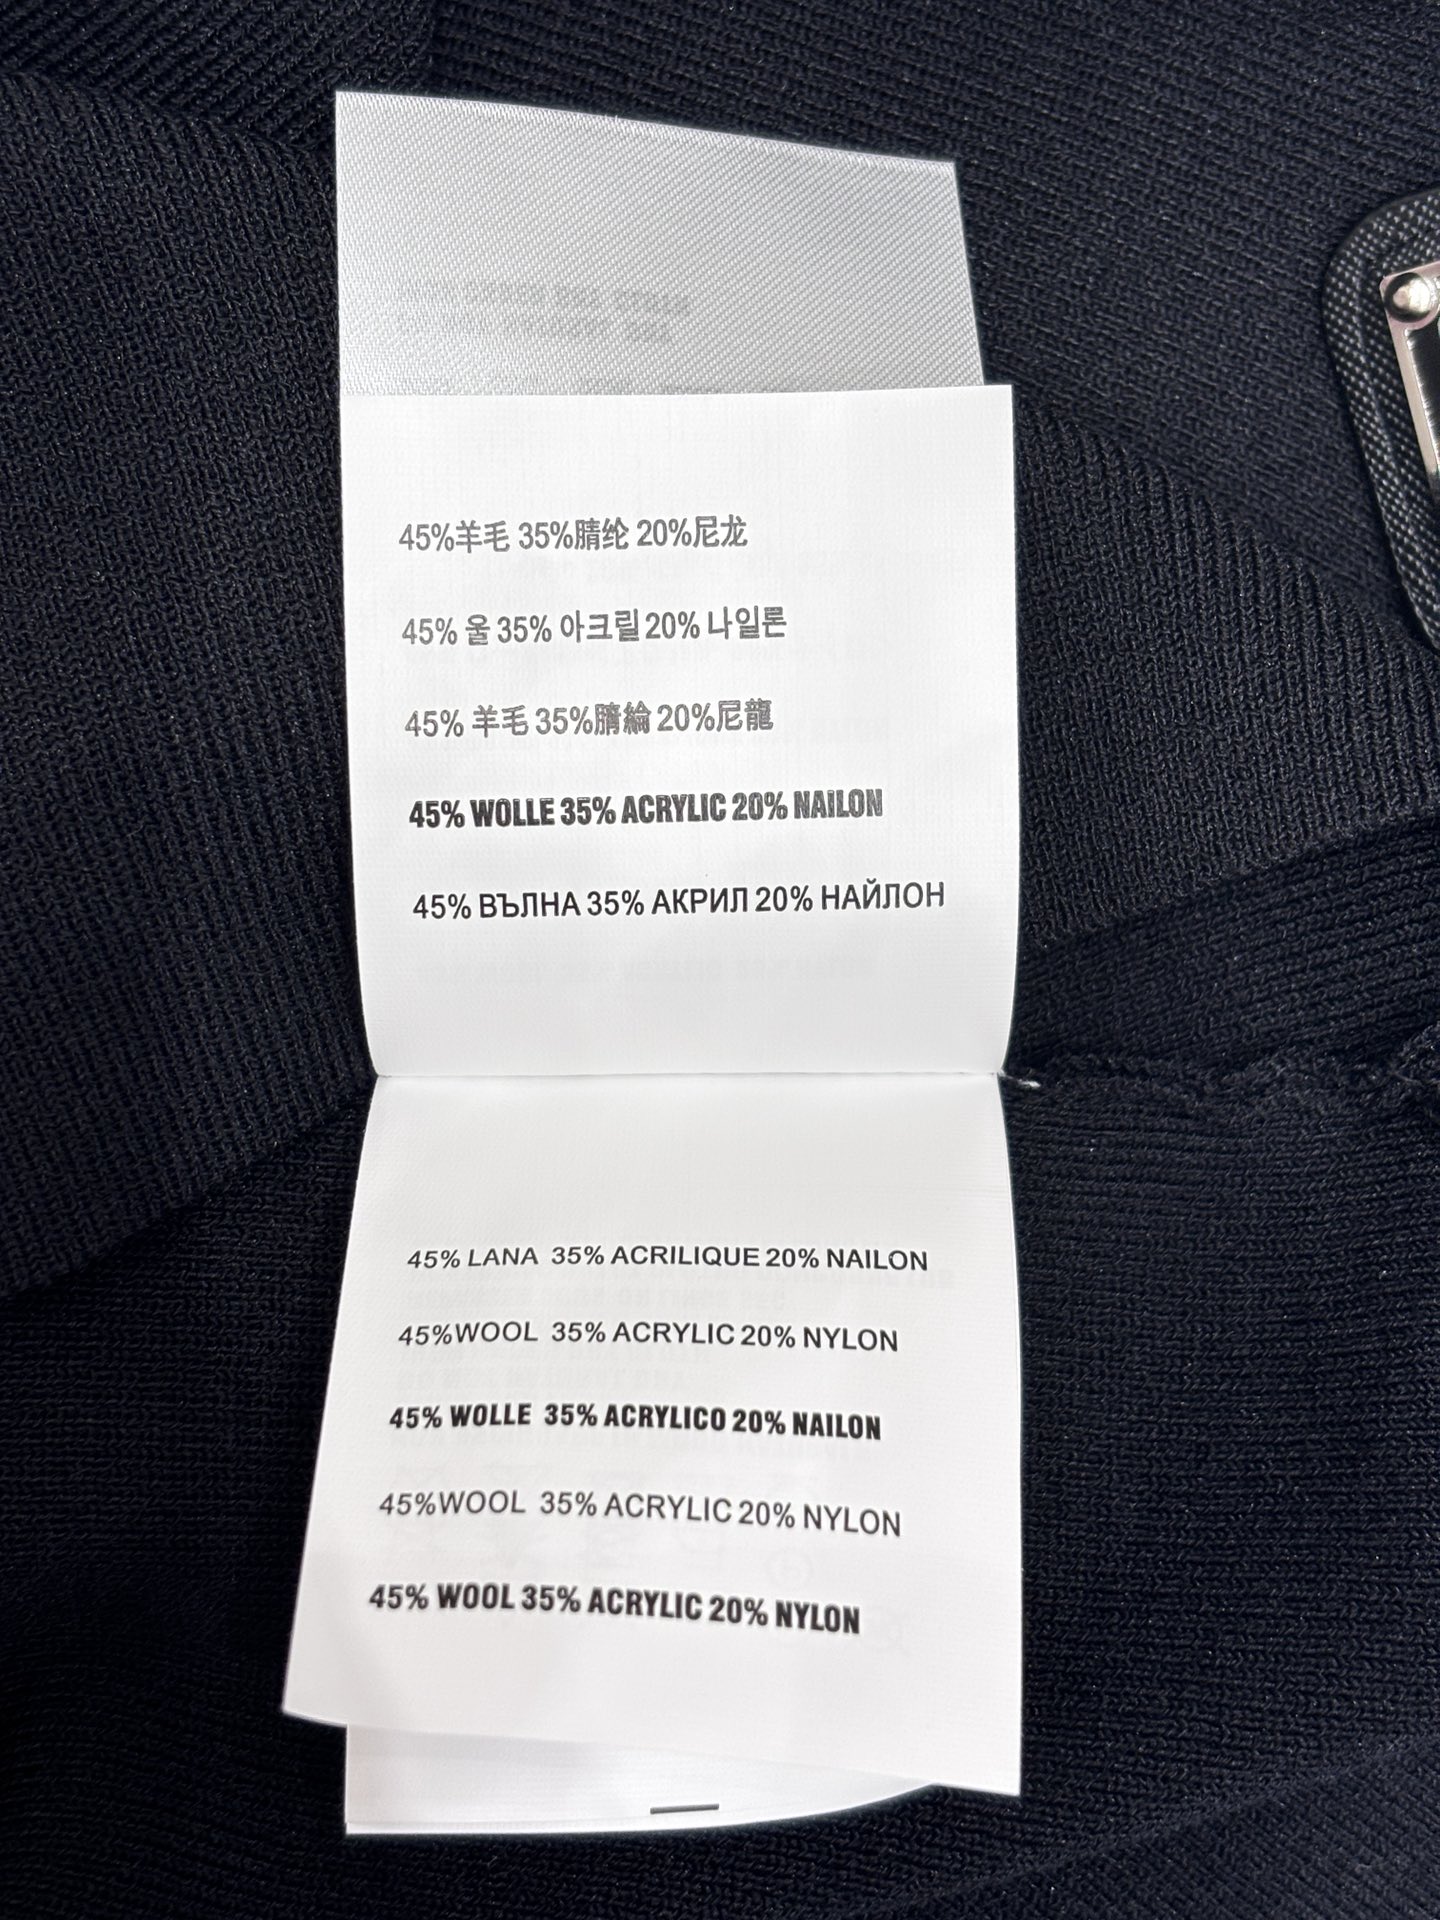 45%羊毛 35%腈纶 20%尼龙
45% 울 35% 아크릴 20% 나일론
45% 羊毛 35%腈綸 20%尼龍
45% WOLLE 35% ACRYLIC 20% NAILON
45% ВЪЛНА 35% АКРИЛ 20% НАЙЛОН
45% LANA 35% ACRILIQUE 20% NAILON
45%WOOL 35% ACRYLIC 20% NYLON
45% WOLLE 35% ACRYLICO 20% NAILON
45%WOOL 35% ACRYLIC 20% NYLON
45% WOOL 35% ACRYLIC 20% NYLON